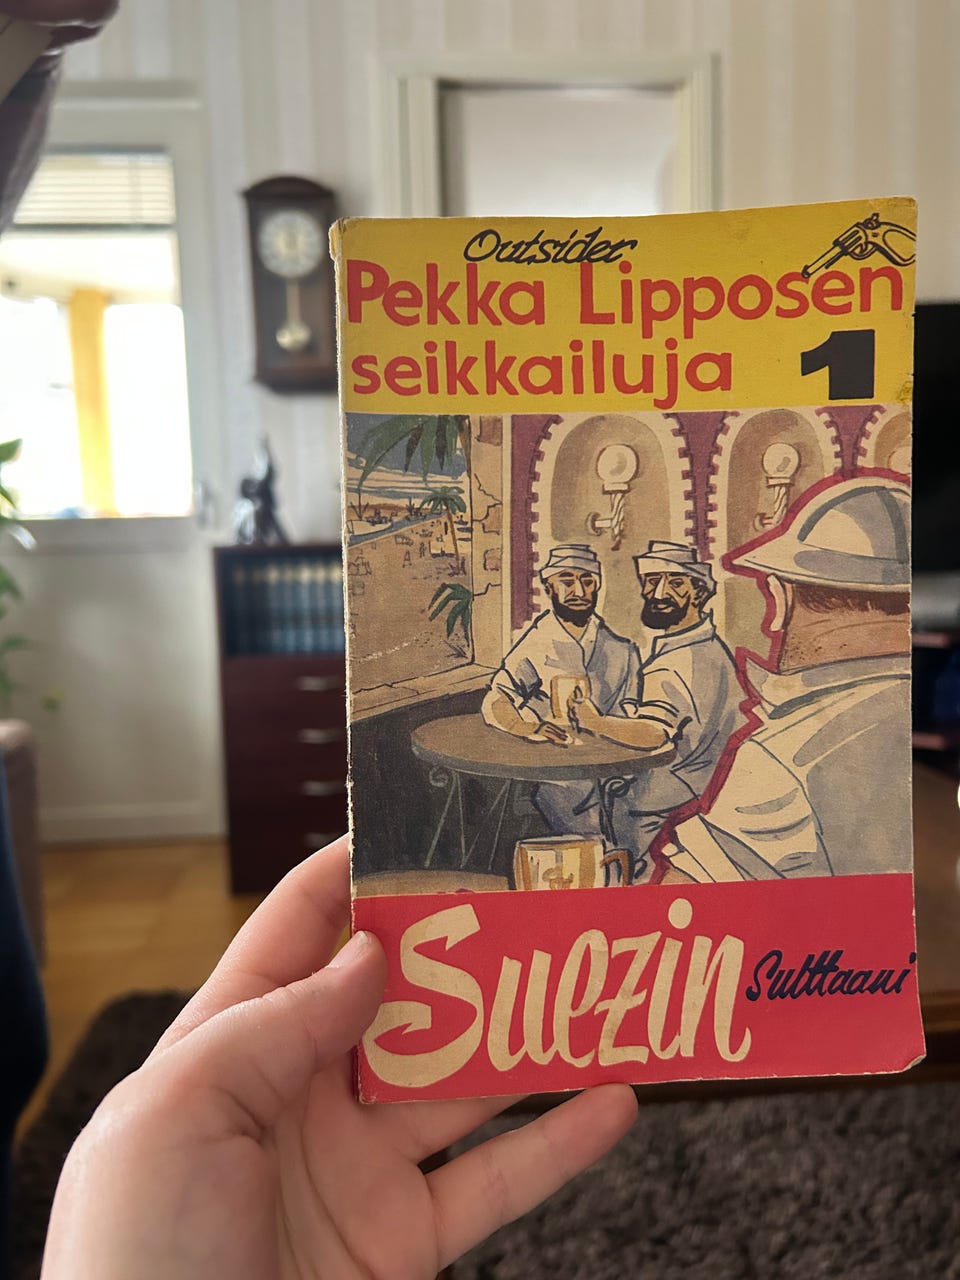 Outsider
Pekka Lipposen
seikkailuja 1
Suezin Sulttaani